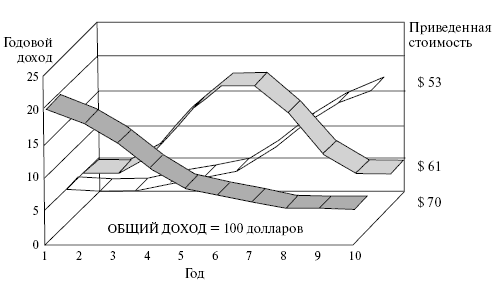 Годовой
доход
Приведенная
стоимость
25
20
15
10
5
0
$ 53
$ 61
$ 70
ОБЩИЙ ДОХОД = 100 долларов
1 2 3 4 5 6 7 8 9 10
Год